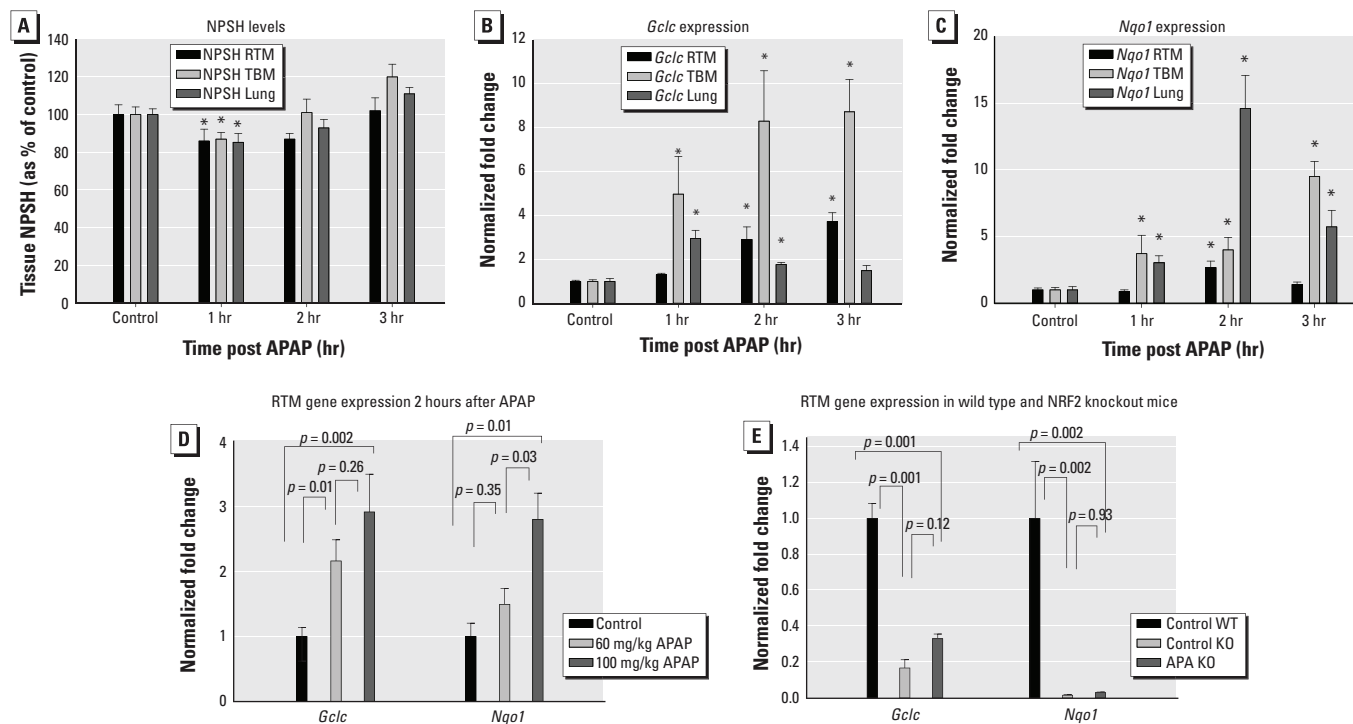 A
NPSH levels
Tissue NPSH (as % of control)
140
120
100
80
60
40
20
0
NPSH RTM
NPSH TBM
NPSH Lung
* * *
Control 1 hr 2 hr 3 hr
Time post APAP (hr)
B
Gclc expression
Normalized fold change
12
10
8
6
4
2
0
Gclc RTM
Gclc TBM
Gclc Lung
* * * * * * *
Control 1 hr 2 hr 3 hr
Time post APAP (hr)
C
Nqo1 expression
Normalized fold change
20
15
10
5
0
Nqo1 RTM
Nqo1 TBM
Nqo1 Lung
* * * * * * *
Control 1 hr 2 hr 3 hr
Time post APAP (hr)
D
RTM gene expression 2 hours after APAP
Normalized fold change
4
3
2
1
0
p = 0.002
p = 0.26
p = 0.01
p = 0.01
p = 0.03
p = 0.35
Control
60 mg/kg APAP
100 mg/kg APAP
Gclc Nqo1
E
RTM gene expression in wild type and NRF2 knockout mice
Normalized fold change
1.4
1.2
1.0
0.8
0.6
0.4
0.2
0.0
p = 0.001
p = 0.001
p = 0.12
p = 0.002
p = 0.002
p = 0.93
Control WT
Control KO
APA KO
Gclc Nqo1